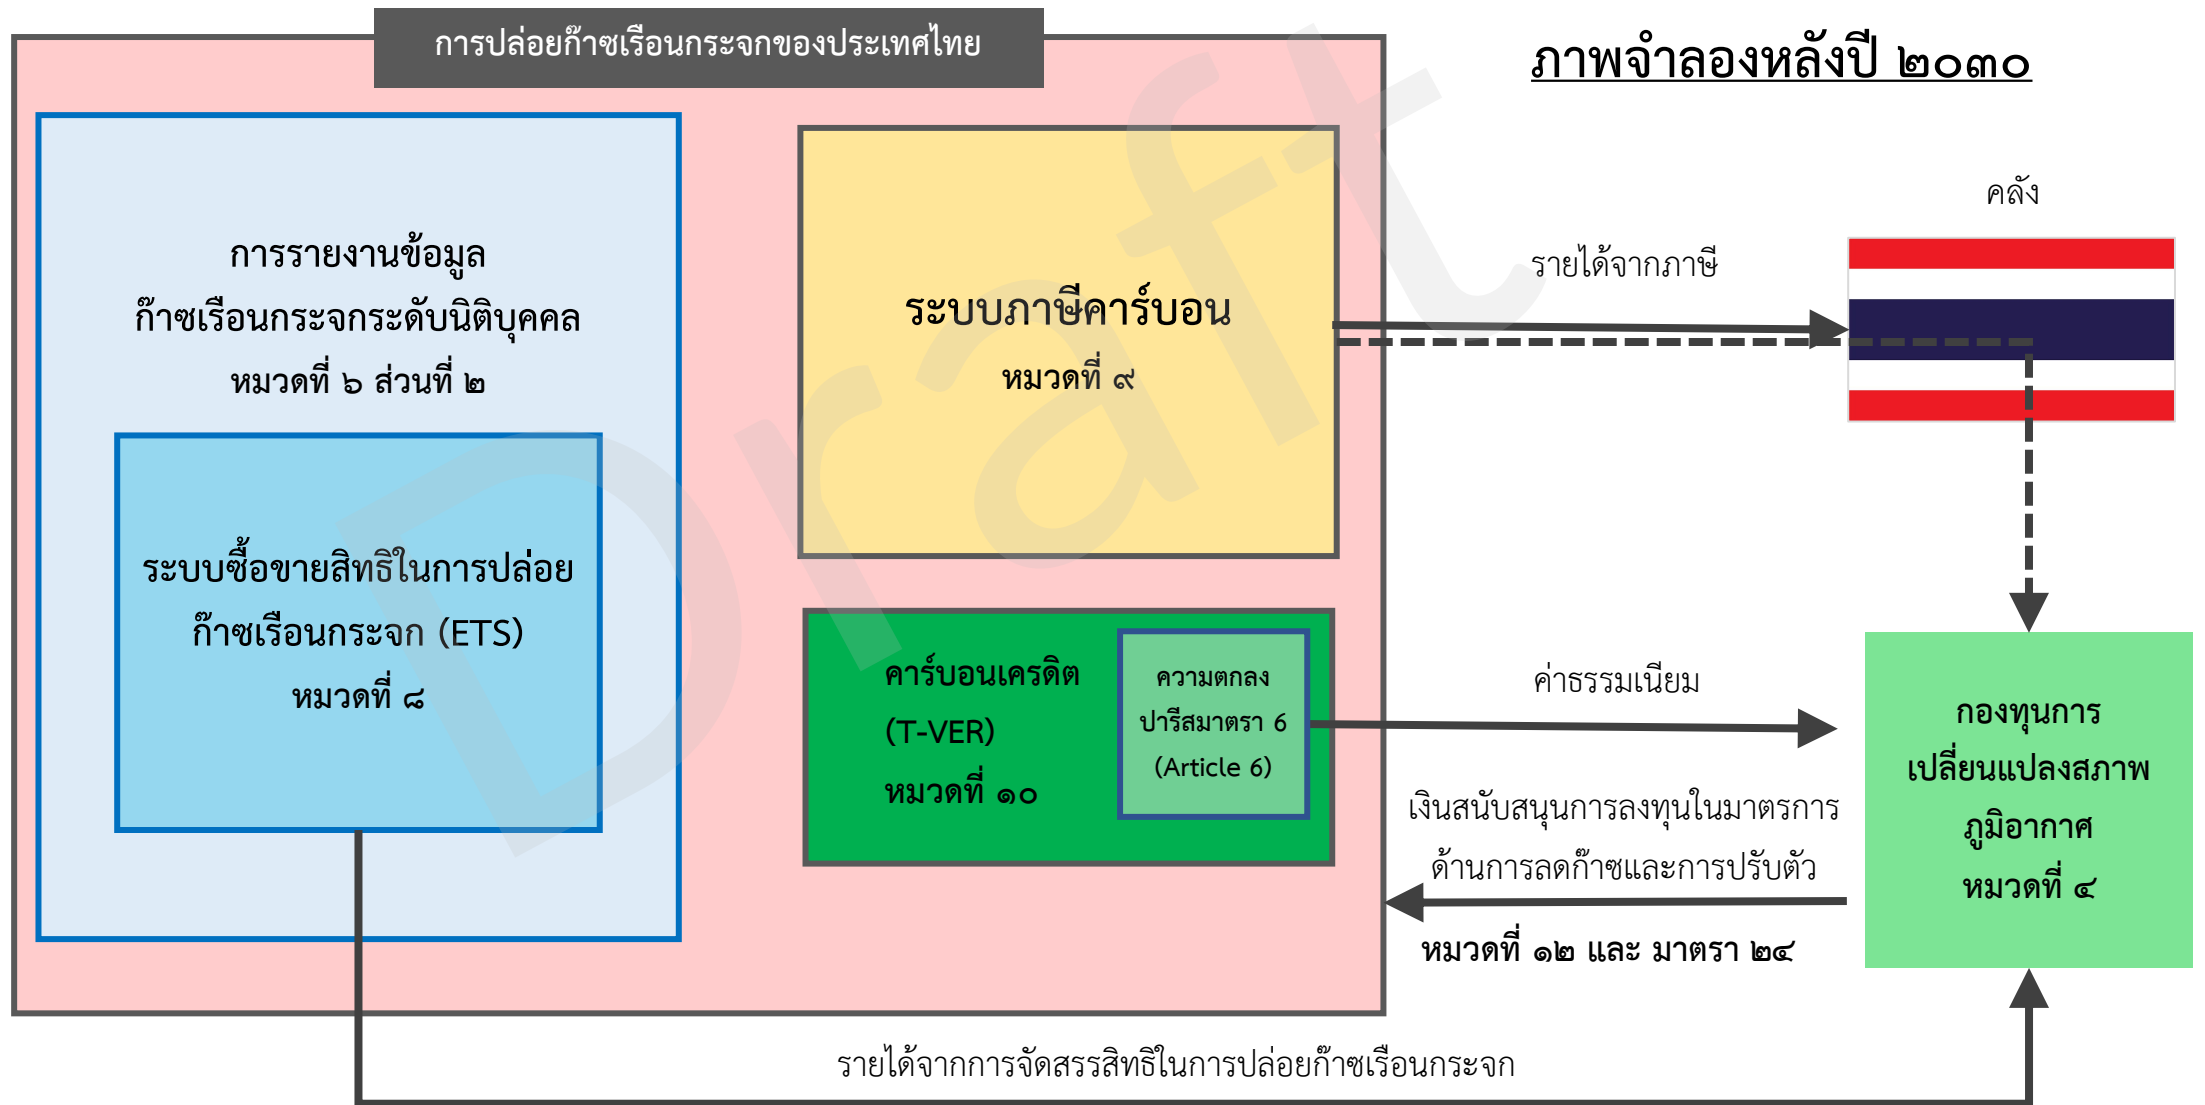 การปล่อยก๊าซเรือนกระจกของประเทศไทย
ภาพจำลองหลังปี ๒๐๓๐
การรายงานข้อมูล
ก๊าซเรือนกระจกระดับนิติบุคคล
หมวดที่ ๖ ส่วนที่ ๒
ระบบซื้อขายสิทธิในการปล่อย
ก๊าซเรือนกระจก (ETS)
หมวดที่ ๘
ระบบภาษีคาร์บอน
หมวดที่ ๙
คาร์บอนเครดิต
(T-VER)
หมวดที่ ๑๐
ความตกลง
ปารีสมาตรา 6
(Article 6)
รายได้จากภาษี
คลัง
ค่าธรรมเนียม
เงินสนับสนุนการลงทุนในมาตรการ
ด้านการลดก๊าซและการปรับตัว
หมวดที่ ๑๒ และ มาตรา ๒๔
กองทุนการ
เปลี่ยนแปลงสภาพ
ภูมิอากาศ
หมวดที่ ๔
รายได้จากการจัดสรรสิทธิในการปล่อยก๊าซเรือนกระจก
Draft